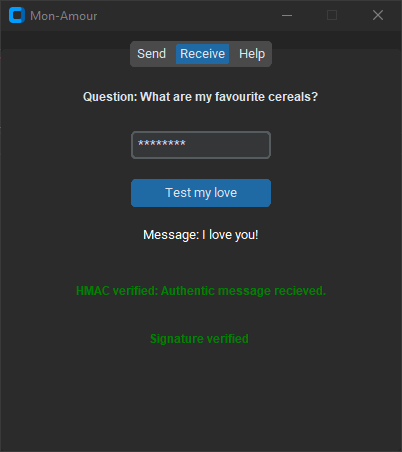 Mon-Amour
Send Receive Help
Question: What are my favourite cereals?
********
Test my love
Message: I love you!
HMAC verified: Authentic message recieved.
Signature verified